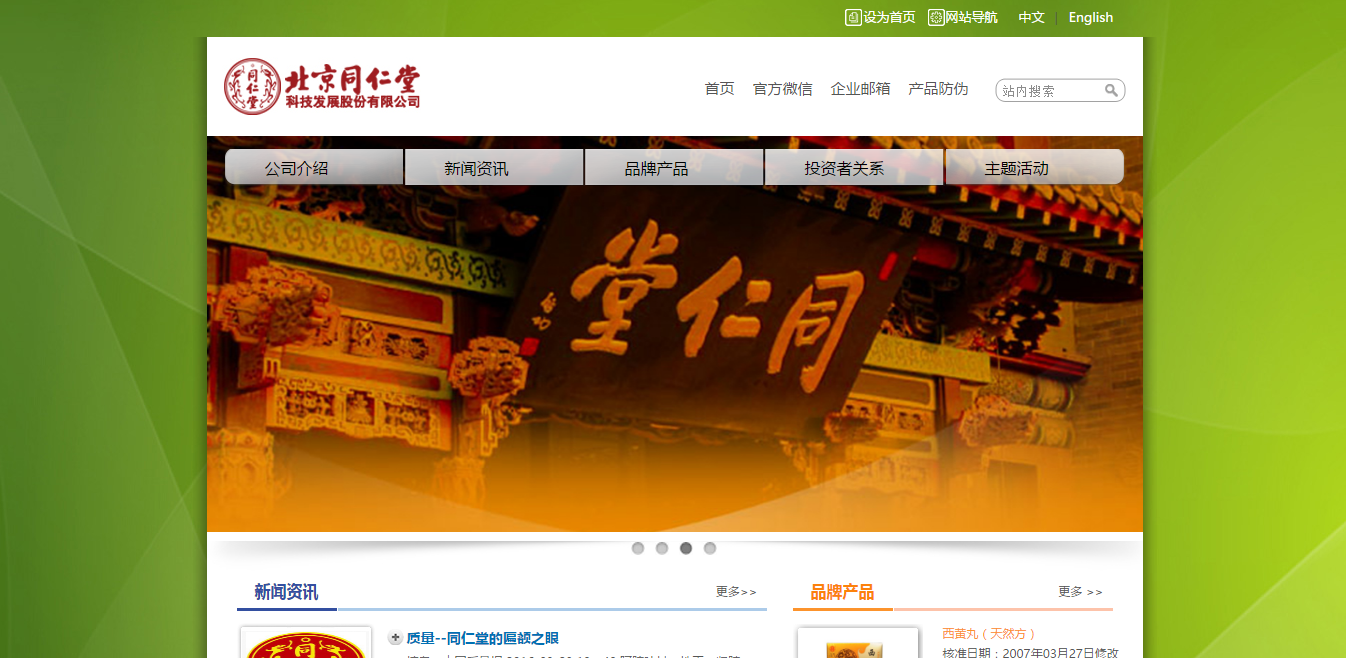 设为首页 网站导航 中文 | English
同仁堂
北京同仁堂
科技发展股份有限公司
首页 官方微信 企业邮箱 产品防伪 站内搜索
公司介绍 新闻资讯 品牌产品 投资者关系 主题活动
堂仁同
新闻资讯 更多>>
品牌产品 更多 >>
质量--同仁堂的匾额之眼
西黄丸（天然方）
核准日期：2007年03月27日修改